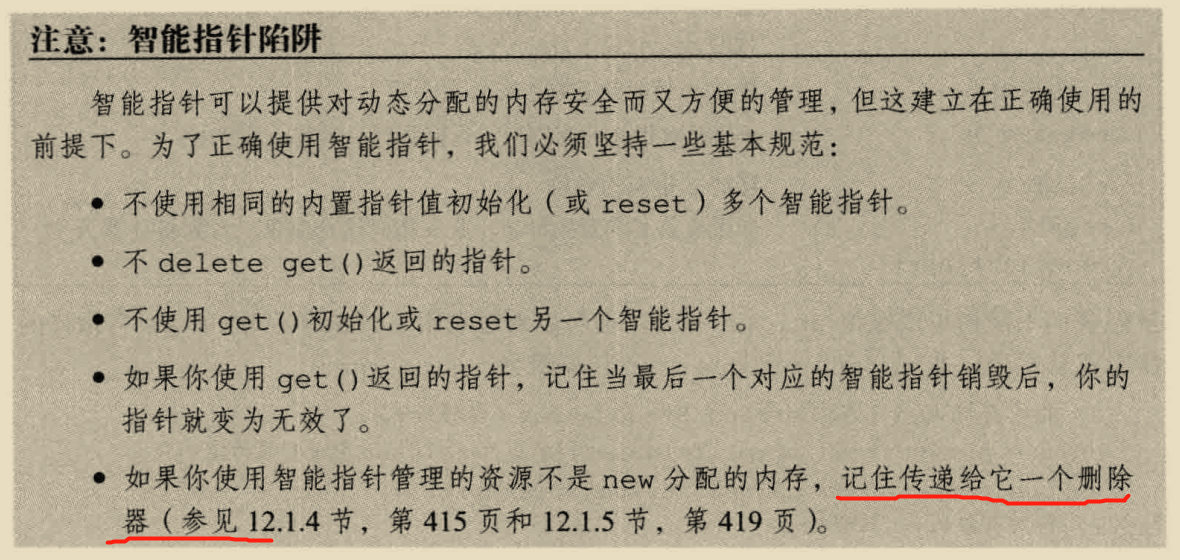 注意：智能指针陷阱
智能指针可以提供对动态分配的内存安全而又方便的管理，但这建立在正确使用的
前提下。为了正确使用智能指针，我们必须坚持一些基本规范：
● 不使用相同的内置指针值初始化（或 reset）多个智能指针。
● 不 delete get()返回的指针。
● 不使用 get()初始化或 reset 另一个智能指针。
● 如果你使用 get()返回的指针，记住当最后一个对应的智能指针销毁后，你的
指针就变为无效了。
● 如果你使用智能指针管理的资源不是 new 分配的内存，记住传递给它一个删除
器（参见 12.1.4 节，第 415 页和 12.1.5 节，第 419 页）。